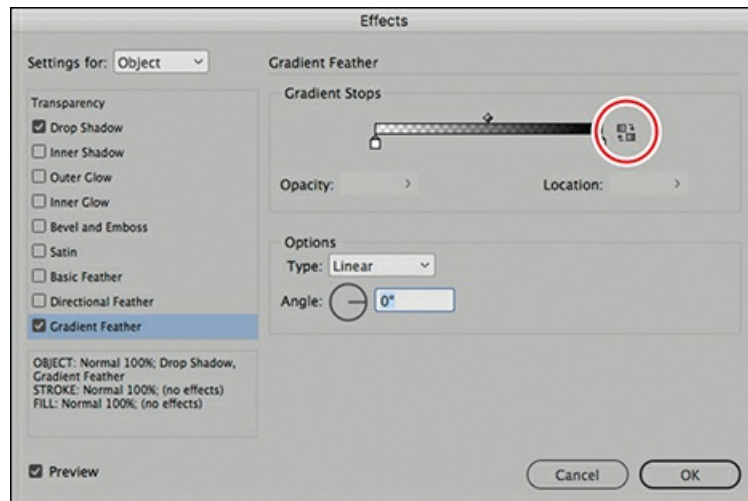 Effects
Settings for: Object
Transparency
Drop Shadow
Inner Shadow
Outer Glow
Inner Glow
Bevel and Emboss
Satin
Basic Feather
Directional Feather
Gradient Feather
OBJECT: Normal 100%; Drop Shadow,
Gradient Feather
STROKE: Normal 100%; (no effects)
FILL: Normal 100%; (no effects)
Preview
Gradient Feather
Gradient Stops
Opacity: Location:
Options
Type: Linear
Angle: 0°
Cancel OK